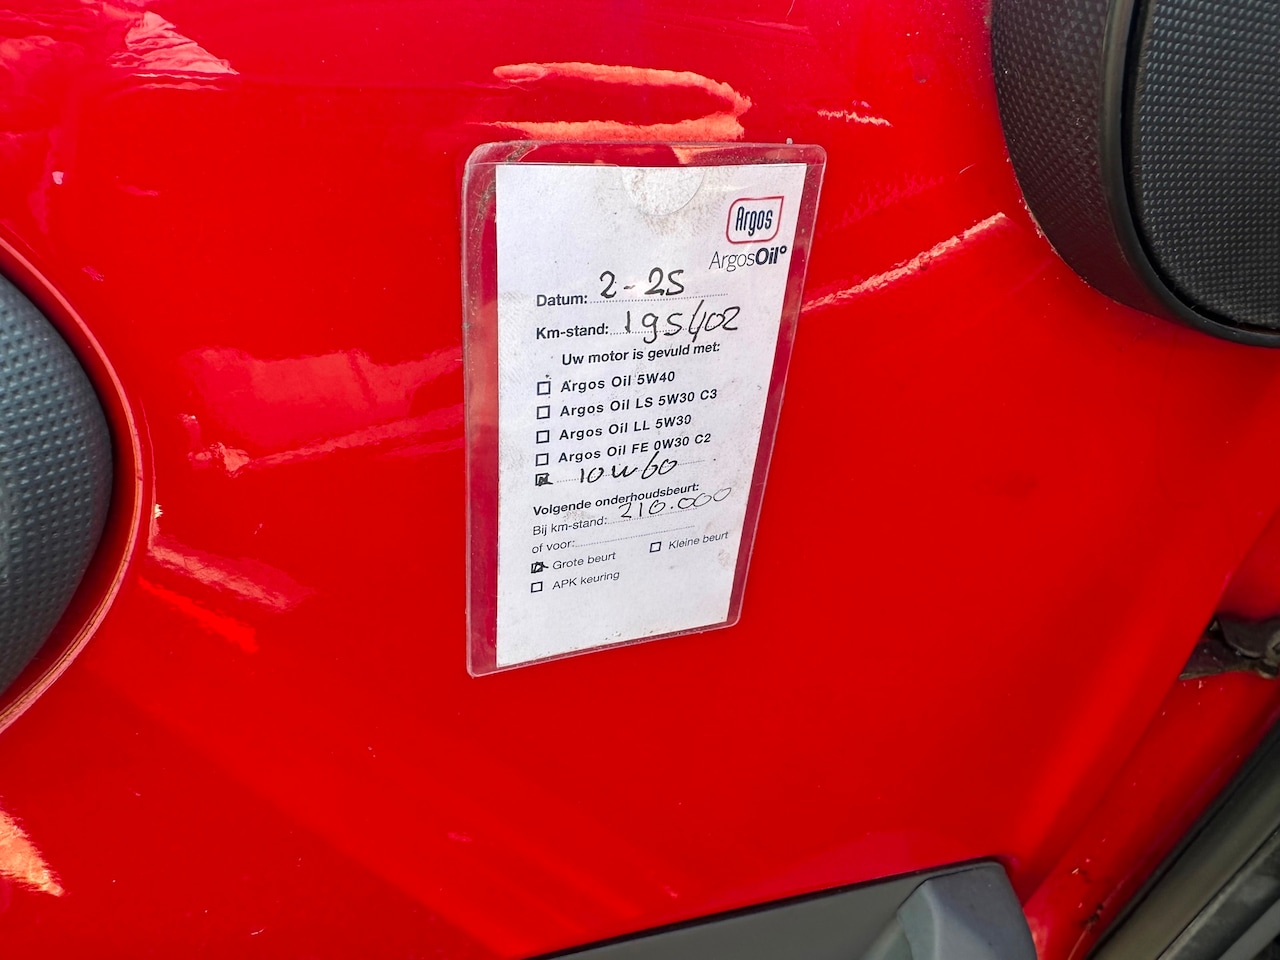 Argos
ArgosOil°
Datum: 2-25
Km-stand: 195402
Uw motor is gevuld met:
Argos Oil 5W40
Argos Oil LS 5W30 C3
Argos Oil LL 5W30
Argos Oil FE 0W30 C2
10W60
Volgende onderhoudsbeurt:
Bij km-stand: 210.000
of voor:
Grote beurt Kleine beurt
APK keuring